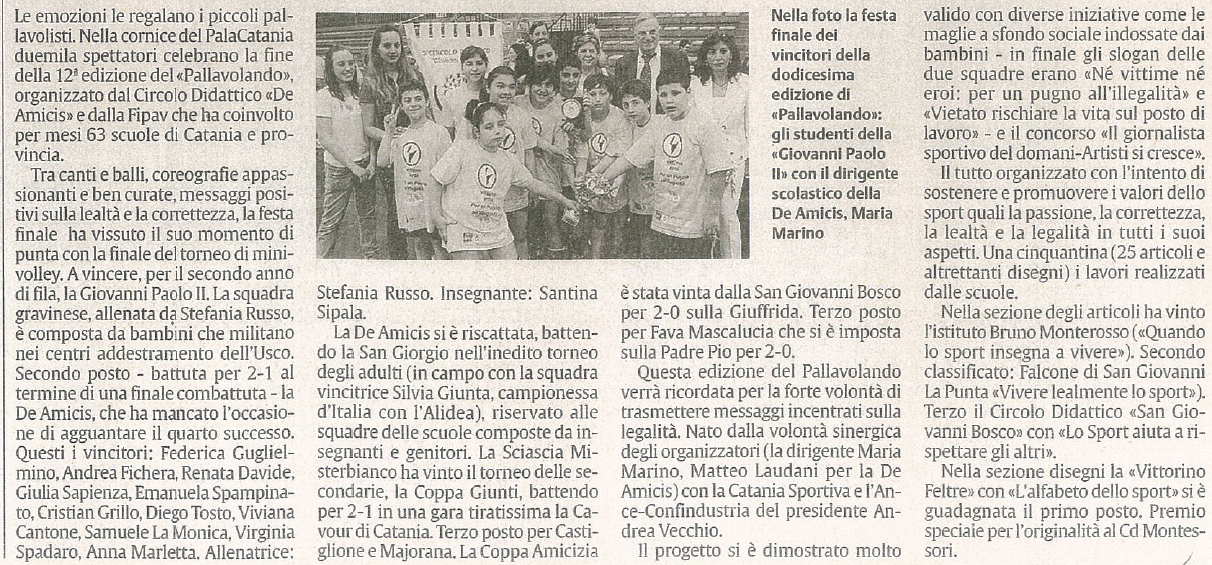 Le emozioni le regalano i piccoli pal-
lavolisti. Nella cornice del PalaCatania
duemila spettatori celebrano la fine
della 12ª edizione del «Pallavolando»,
organizzato dal Circolo Didattico «De
Amicis» e dalla Fipav che ha coinvolto
per mesi 63 scuole di Catania e pro-
vincia.
Tra canti e balli, coreografie appas-
sionanti e ben curate, messaggi posi-
tivi sulla lealtà e la correttezza, la festa
finale ha vissuto il suo momento di
punta con la finale del torneo di mini-
volley. A vincere, per il secondo anno
di fila, la Giovanni Paolo II. La squadra
gravinese, allenata da Stefania Russo,
è composta da bambini che militano
nei centri addestramento dell'Usco.
Secondo posto - battuta per 2-1 al
termine di una finale combattuta - la
De Amicis, che ha mancato l'occasio-
ne di agguantare il quarto successo.
Questi i vincitori: Federica Gugliel-
mino, Andrea Fichera, Renata Davide,
Giulia Sapienza, Emanuela Spampina-
to, Cristian Grillo, Diego Tosto, Viviana
Cantone, Samuele La Monica, Virginia
Spadaro, Anna Marletta. Allenatrice:
Stefania Russo. Insegnante: Santina
Sipala.
La De Amicis si è riscattata, batten-
do la San Giorgio nell'inedito torneo
degli adulti (in campo con la squadra
vincitrice Silvia Giunta, campionessa
d'Italia con l'Alidea), riservato alle
squadre delle scuole composte da in-
segnanti e genitori. La Sciascia Mi-
sterbianco ha vinto il torneo delle se-
condarie, la Coppa Giunti, battendo
per 2-1 in una gara tiratissima la Ca-
vour di Catania. Terzo posto per Casti-
glione e Majorana. La Coppa Amicizia
è stata vinta dalla San Giovanni Bosco
per 2-0 sulla Giuffrida. Terzo posto
per Fava Mascalucia che si è imposta
sulla Padre Pio per 2-0.
Questa edizione del Pallavolando
verrà ricordata per la forte volontà di
trasmettere messaggi incentrati sulla
legalità. Nato dalla volontà sinergica
degli organizzatori (la dirigente Maria
Marino, Matteo Laudani per la De
Amicis) con la Catania Sportiva e l'An-
ce-Confindustria del presidente An-
drea Vecchio.
Il progetto si è dimostrato molto
Nella foto la festa
finale dei
vincitori della
dodicesima
edizione di
«Pallavolando»:
gli studenti della
«Giovanni Paolo
II» con il dirigente
scolastico della
De Amicis, Maria
Marino
valido con diverse iniziative come le
maglie a sfondo sociale indossate dai
bambini - in finale gli slogan delle
due squadre erano «Né vittime né
eroi: per un pugno all'illegalità» e
«Vietato rischiare la vita sul posto di
lavoro» - e il concorso «Il giornalista
sportivo del domani-Artisti si cresce».
Il tutto organizzato con l'intento di
sostenere e promuovere i valori dello
sport quali la passione, la correttezza,
la lealtà e la legalità in tutti i suoi
aspetti. Una cinquantina (25 articoli e
altrettanti disegni) i lavori realizzati
dalle scuole.
Nella sezione degli articoli ha vinto
l'istituto Bruno Monterosso («Quando
lo sport insegna a vivere»). Secondo
classificato: Falcone di San Giovanni
La Punta «Vivere lealmente lo sport»).
Terzo il Circolo Didattico «San Gio-
vanni Bosco» con «Lo Sport aiuta a ri-
spettare gli altri».
Nella sezione disegni la «Vittorino
Feltre» con «L'alfabeto dello sport» si è
guadagnata il primo posto. Premio
speciale per l'originalità al Cd Montes-
sori.